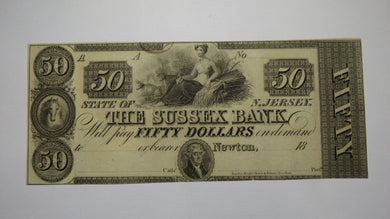 50 B A No
50 50
STATE OF N. JERSEY.
THE SUSSEX BANK
Will pay FIFTY DOLLARS on demand
to or bearer Newton, 18
50
Cash.r Pres.t
FIFTY